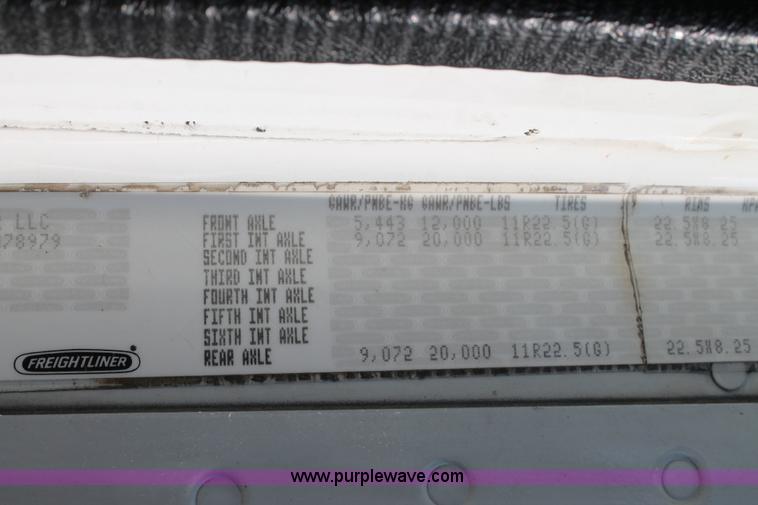 GAWR/PNBE-KG GAWR/PNBE-LBS TIRES RIMS
LLC FRONT AXLE 5,443 12,000 11R22.5(G) 22.5X8.25
78979 FIRST INT AXLE 9,072 20,000 11R22.5(G) 22.5X8.25
SECOND INT AXLE
THIRD INT AXLE
FOURTH INT AXLE
FIFTH INT AXLE
SIXTH INT AXLE
FREIGHTLINER REAR AXLE 9,072 20,000 11R22.5(G) 22.5X8.25
www.purplewave.com